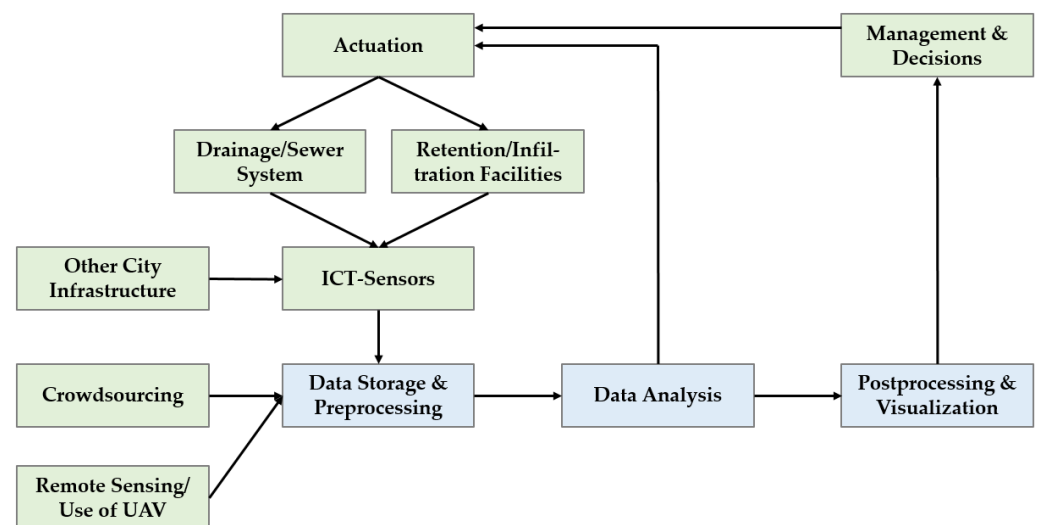 Actuation
Management &
Decisions
Drainage/Sewer
System
Retention/Infil-
tration Facilities
Other City
Infrastructure
ICT-Sensors
Crowdsourcing
Data Storage &
Preprocessing
Data Analysis
Postprocessing &
Visualization
Remote Sensing/
Use of UAV